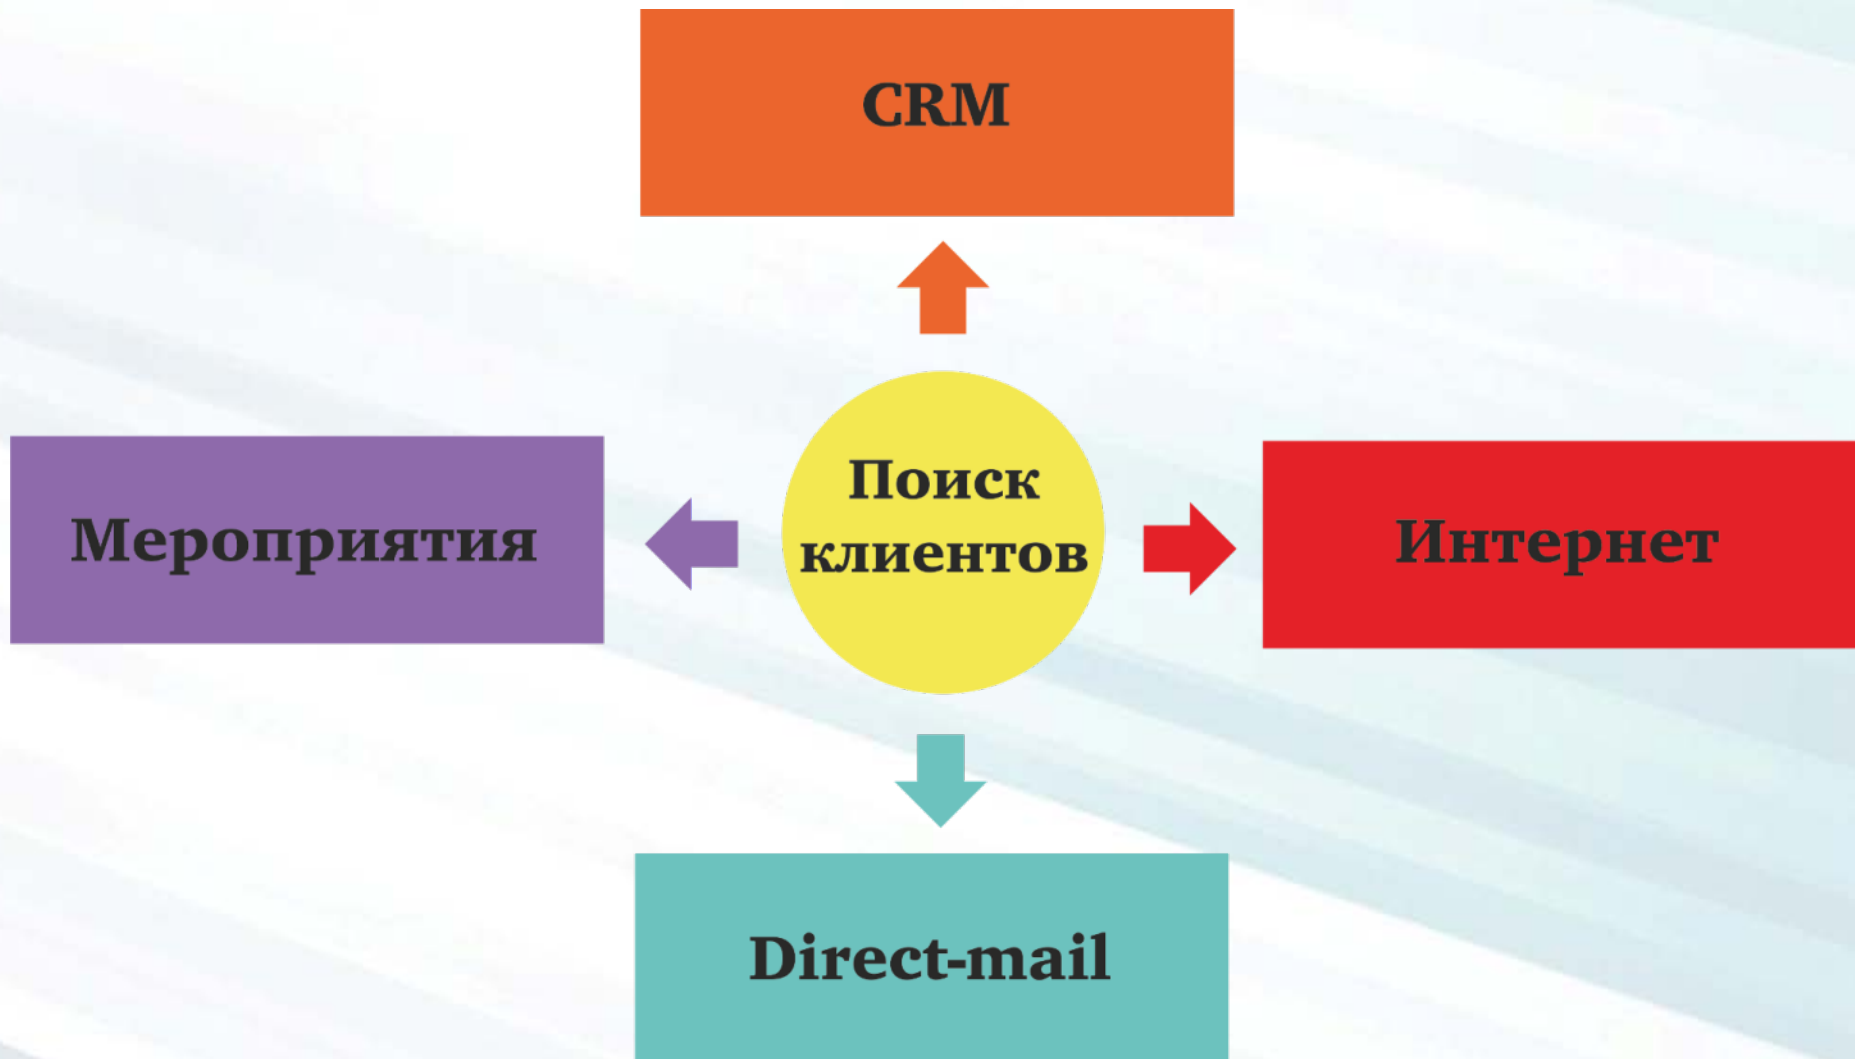 CRM
Мероприятия
Поиск
клиентов
Интернет
Direct-mail